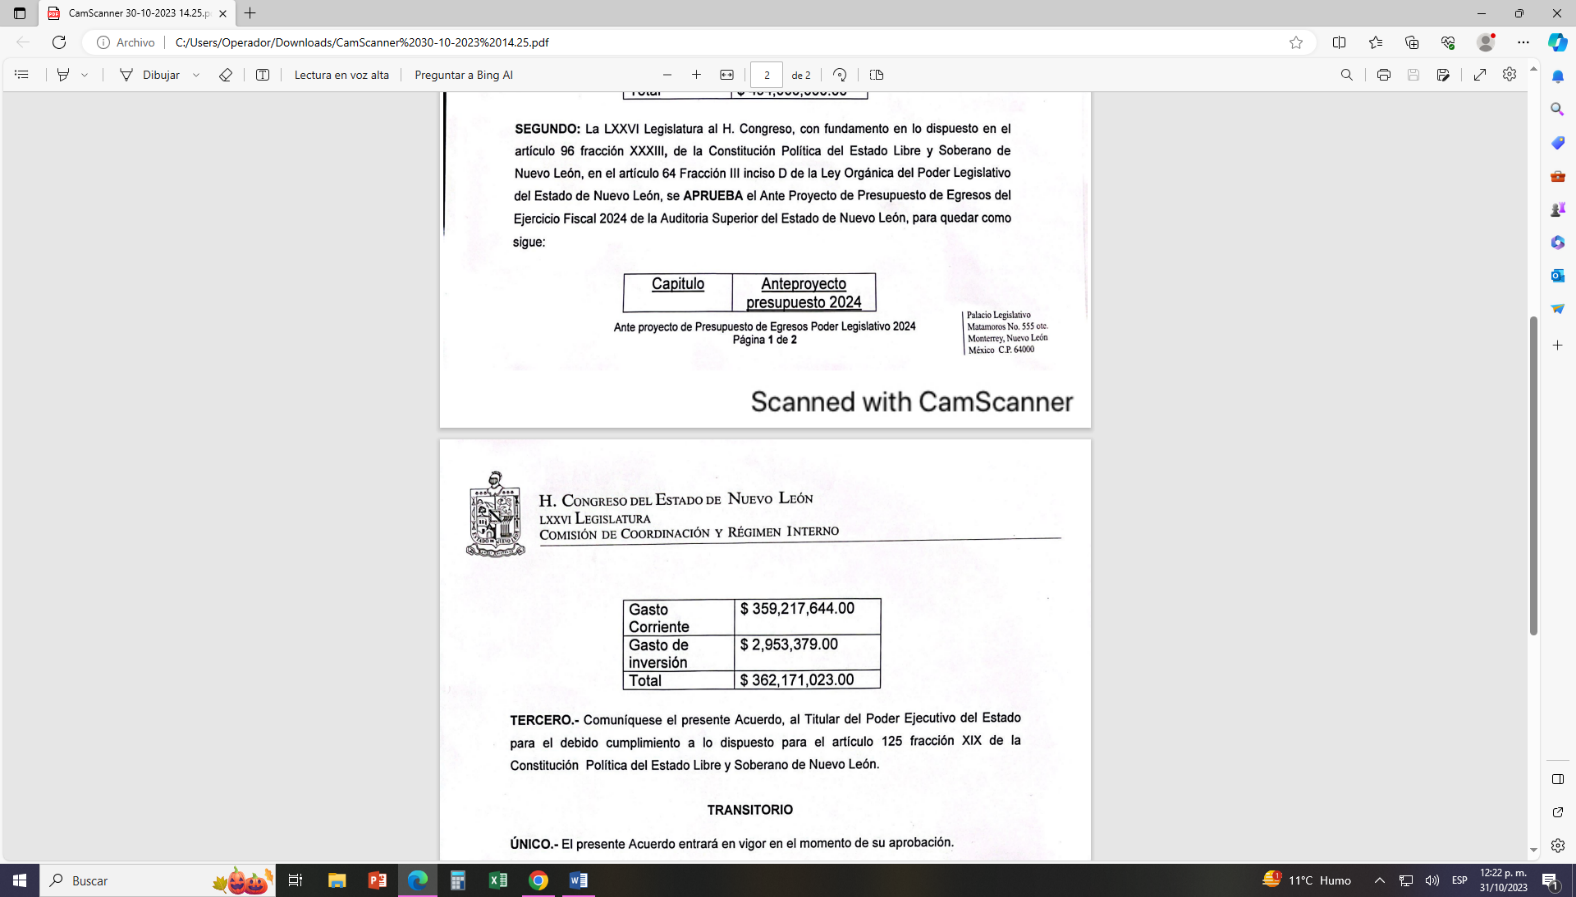 CamScanner 30-10-2023 14.25.p
Archivo
C:/Users/Operador/Downloads/CamScanner%2030-10-2023%2014.25.pdf
Dibujar
Lectura en voz alta
Preguntar a Bing AI
2
de 2
SEGUNDO: La LXXVI Legislatura al H. Congreso, con fundamento en lo dispuesto en el
artículo 96 fracción XXXIII, de la Constitución Política del Estado Libre y Soberano de
Nuevo León, en el artículo 64 Fracción III inciso D de la Ley Orgánica del Poder Legislativo
del Estado de Nuevo León, se APRUEBA el Ante Proyecto de Presupuesto de Egresos del
Ejercicio Fiscal 2024 de la Auditoria Superior del Estado de Nuevo León, para quedar como
sigue:
Capitulo Anteproyecto
presupuesto 2024
Ante proyecto de Presupuesto de Egresos Poder Legislativo 2024
Página 1 de 2
Palacio Legislativo
Matamoros No. 555 ote.
Monterrey, Nuevo León
México C.P. 64000
Scanned with CamScanner
H. CONGRESO DEL ESTADO DE NUEVO LEÓN
LXXVI LEGISLATURA
COMISIÓN DE COORDINACIÓN Y RÉGIMEN INTERNO
Gasto $ 359,217,644.00
Corriente
Gasto de $ 2,953,379.00
inversión
Total $ 362,171,023.00
TERCERO.- Comuníquese el presente Acuerdo, al Titular del Poder Ejecutivo del Estado
para el debido cumplimiento a lo dispuesto para el artículo 125 fracción XIX de la
Constitución Política del Estado Libre y Soberano de Nuevo León.
TRANSITORIO
ÚNICO.- El presente Acuerdo entrará en vigor en el momento de su aprobación.
Buscar
11°C Humo
ESP
12:22 p. m.
31/10/2023